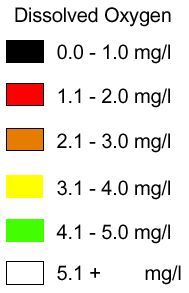 Dissolved Oxygen
0.0 - 1.0 mg/l
1.1 - 2.0 mg/l
2.1 - 3.0 mg/l
3.1 - 4.0 mg/l
4.1 - 5.0 mg/l
5.1 + mg/l